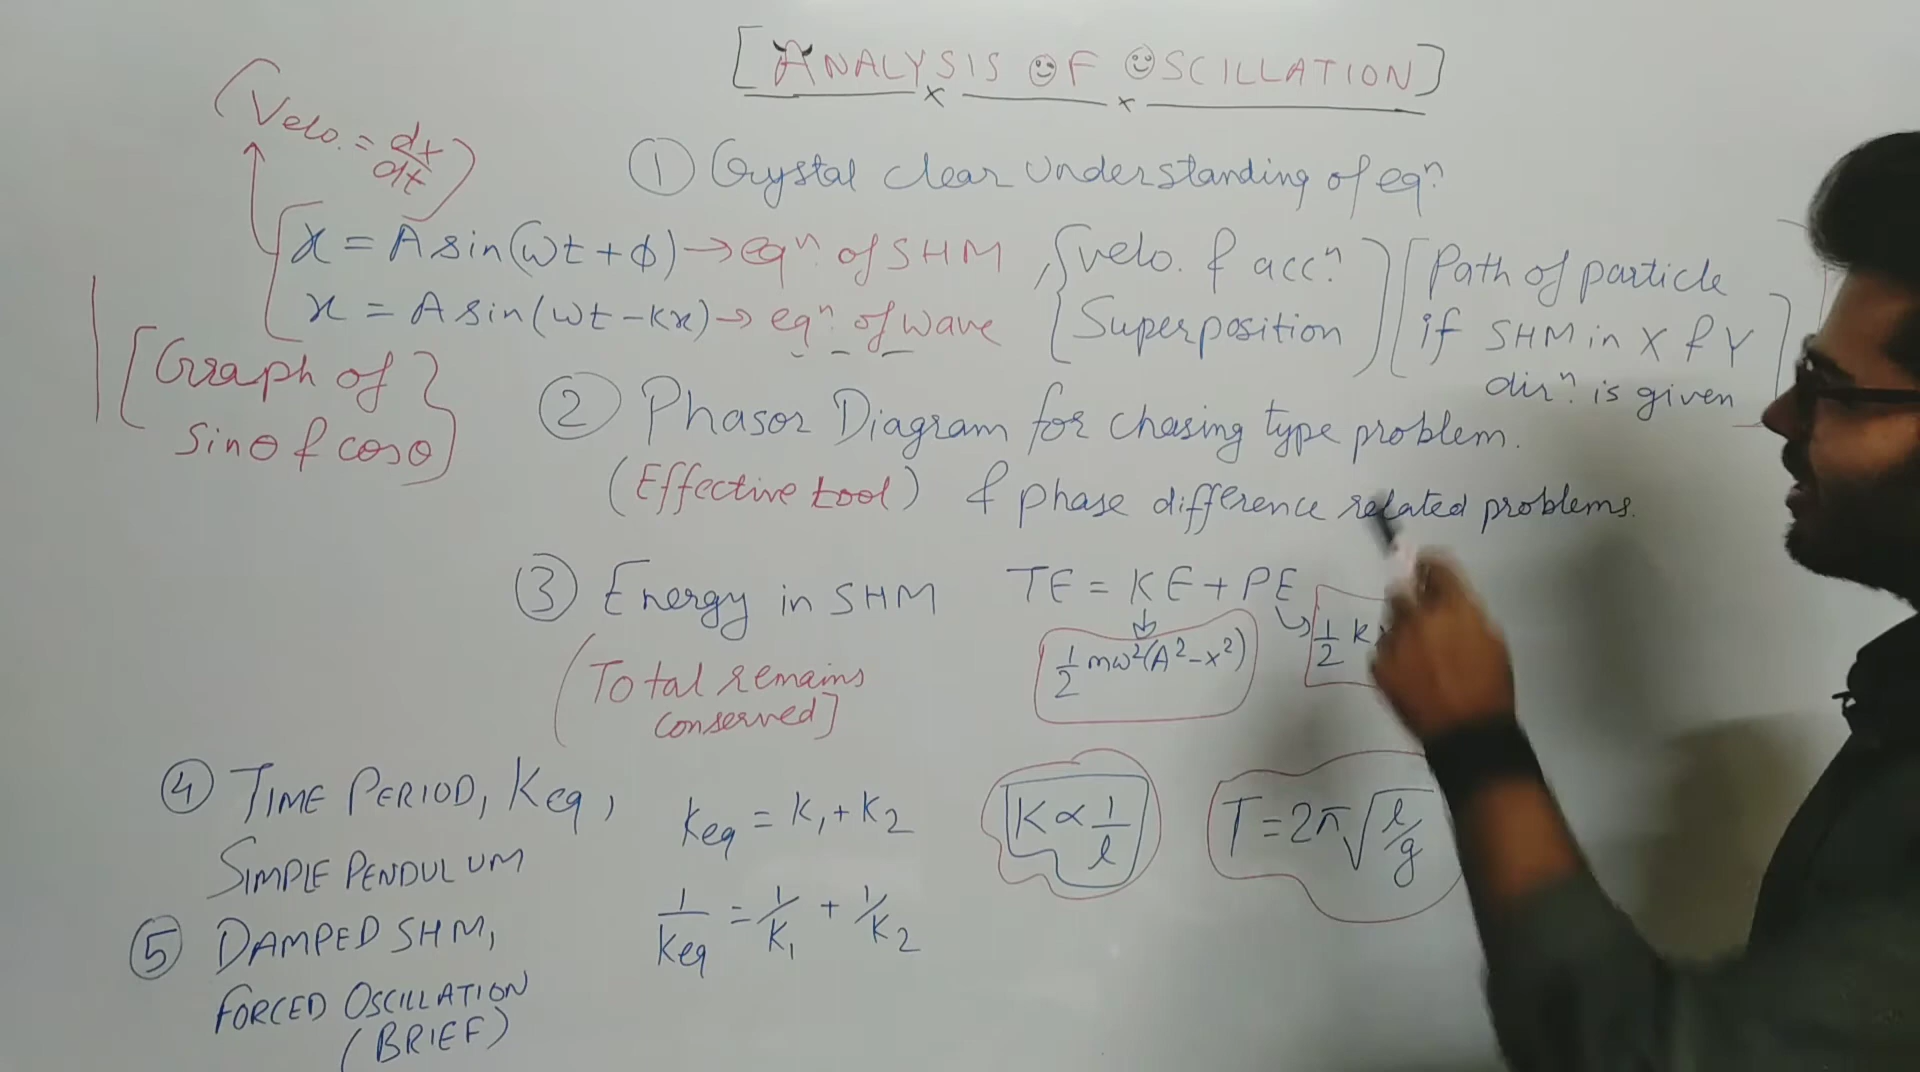 [ANALYSIS OF OSCILLATION]
(Velo. = dx/dt)
① Crystal clear understanding of eqⁿ.
x = A sin(ωt + ϕ) → eqⁿ. of SHM, {velo. & accⁿ.
x = A sin(ωt - kx) → eqⁿ. of wave
Superposition}
[Path of particle
if SHM in X & Y
dirⁿ. is given]
[Graph of
sinθ & cosθ}
② Phasor Diagram for chasing type problem.
(Effective tool) & phase difference related problems.
③ Energy in SHM TE = KE + PE
1/2 mω²(A²-x²)
1/2 k
(Total remains
conserved]
④ TIME PERIOD, Keq,
SIMPLE PENDULUM
Keq = K₁ + K₂
K ∝ 1/l
T = 2π√(l/g)
1/Keq = 1/K₁ + 1/K₂
⑤ DAMPED SHM,
FORCED OSCILLATION
(BRIEF)